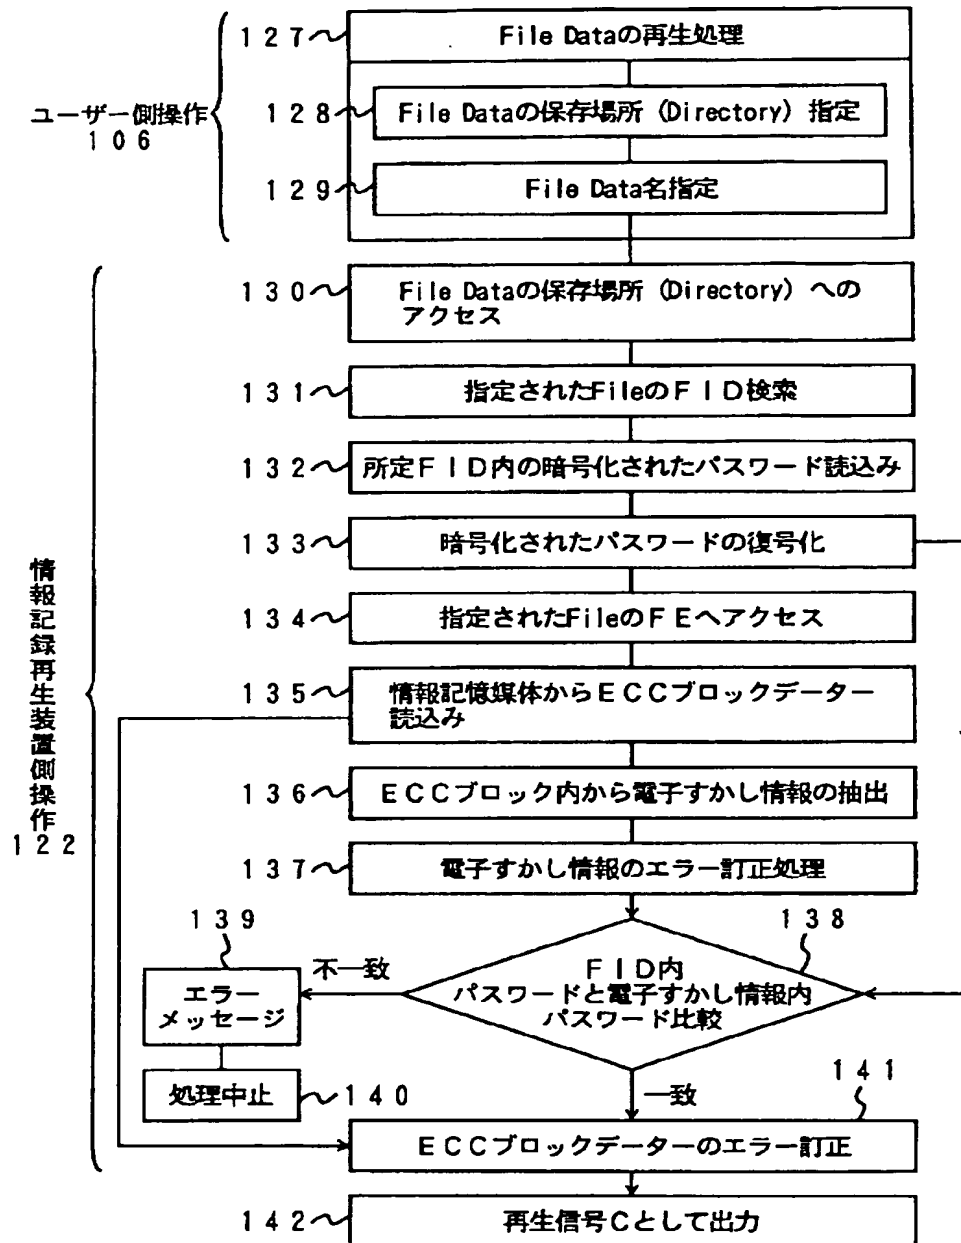 127 File Dataの再生処理
ユーザー側操作
106
128 File Dataの保存場所 (Directory) 指定
129 File Data名指定
130 File Dataの保存場所 (Directory) への
アクセス
131 指定されたFileのFID検索
132 所定FID内の暗号化されたパスワード読込み
133 暗号化されたパスワードの復号化
情報記録再生装置側操作
122
134 指定されたFileのFEへアクセス
135 情報記憶媒体からECCブロックデーター
読込み
136 ECCブロック内から電子すかし情報の抽出
137 電子すかし情報のエラー訂正処理
139
138
不一致
FID内
パスワードと電子すかし情報内
パスワード比較
エラー
メッセージ
処理中止 140
一致
141
ECCブロックデーターのエラー訂正
142 再生信号Cとして出力